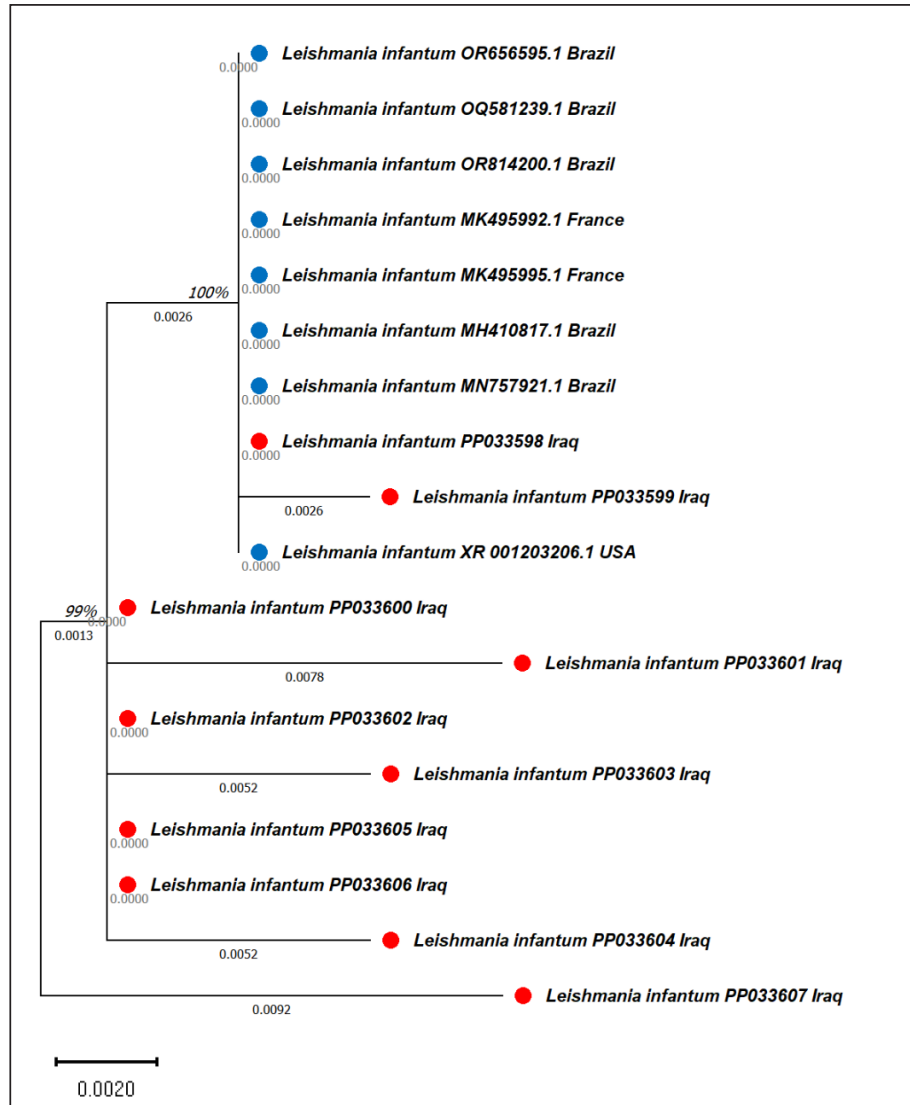 Leishmania infantum OR656595.1 Brazil
0.0000
Leishmania infantum OQ581239.1 Brazil
0.0000
Leishmania infantum OR814200.1 Brazil
0.0000
Leishmania infantum MK495992.1 France
0.0000
Leishmania infantum MK495995.1 France
0.0000
100%
0.0026
Leishmania infantum MH410817.1 Brazil
0.0000
Leishmania infantum MN757921.1 Brazil
0.0000
Leishmania infantum PP033598 Iraq
0.0000
Leishmania infantum PP033599 Iraq
0.0026
Leishmania infantum XR 001203206.1 USA
0.0000
Leishmania infantum PP033600 Iraq
99%
0.0000
0.0013
Leishmania infantum PP033601 Iraq
0.0078
Leishmania infantum PP033602 Iraq
0.0000
Leishmania infantum PP033603 Iraq
0.0052
Leishmania infantum PP033605 Iraq
0.0000
Leishmania infantum PP033606 Iraq
0.0000
Leishmania infantum PP033604 Iraq
0.0052
Leishmania infantum PP033607 Iraq
0.0092
0.0020